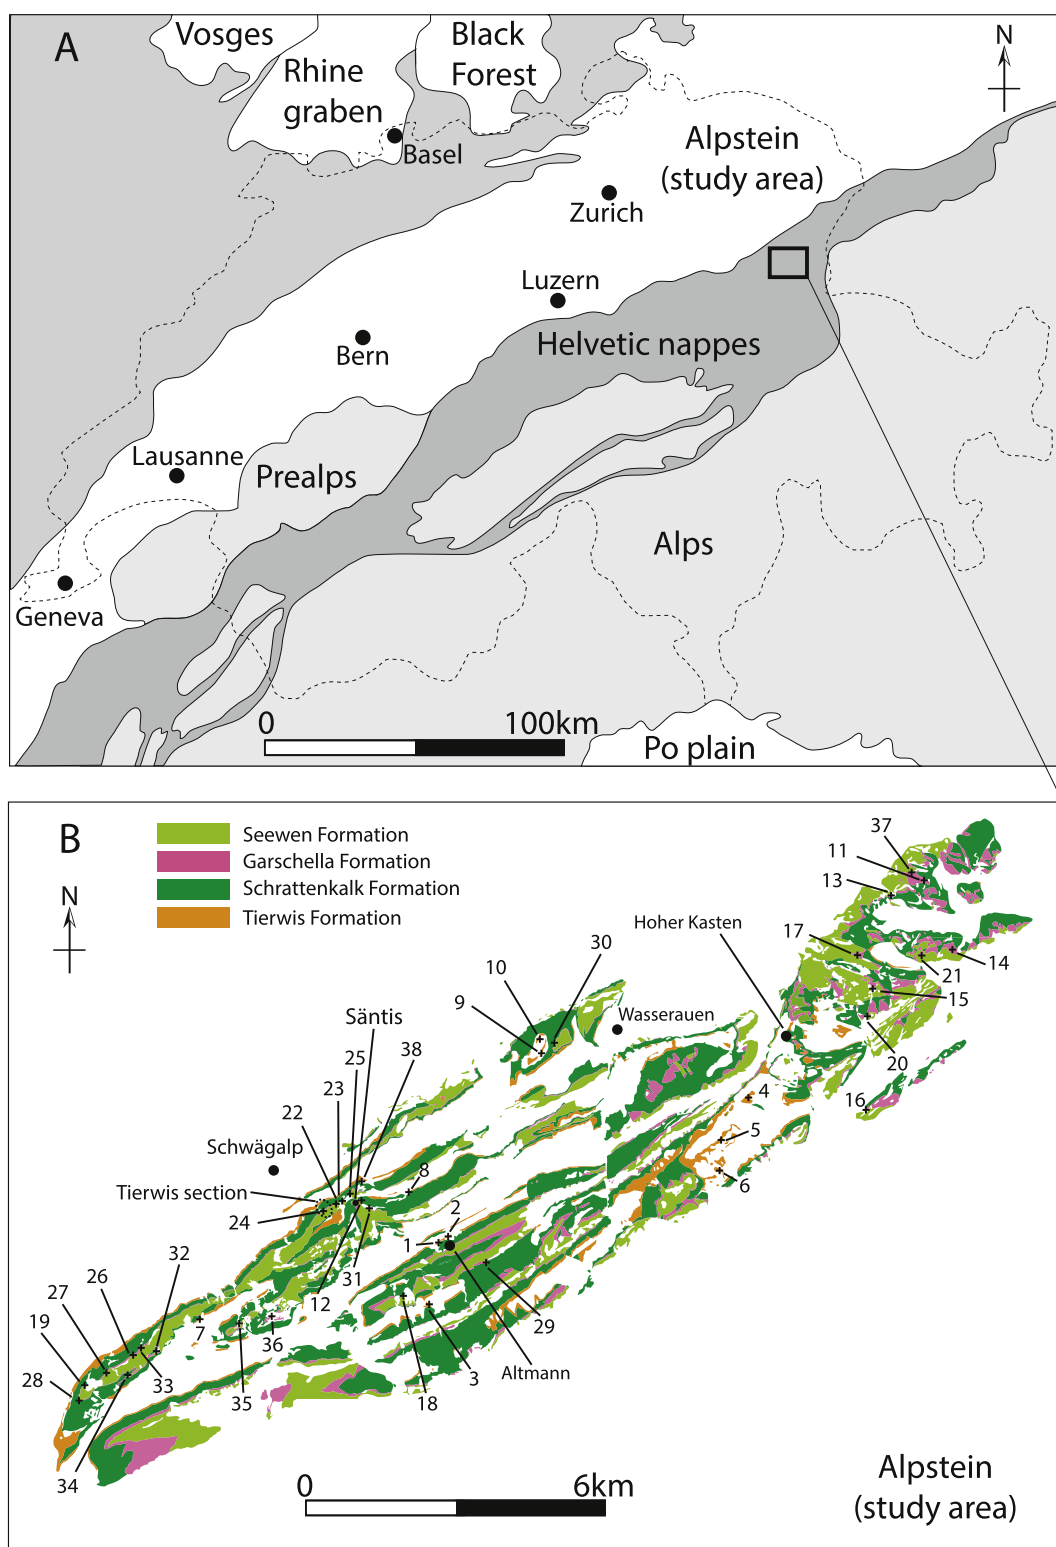 A
Vosges
Rhine
graben
Black
Forest
N
Basel
Alpstein
(study area)
Zurich
Luzern
Helvetic nappes
Bern
Lausanne
Prealps
Alps
Geneva
0
100km
Po plain
B
Seewen Formation
Garschella Formation
Schrattenkalk Formation
Tierwis Formation
N
37
11
13
Hoher Kasten
30
17
14
21
10
9
15
Wasserauen
Säntis
38
25
20
23
22
4
16
Schwägalp
5
8
Tierwis section
6
24
2
1
32
31
26
12
27
19
7
29
36
33
Altmann
3
28
35
18
34
0
6km
Alpstein
(study area)